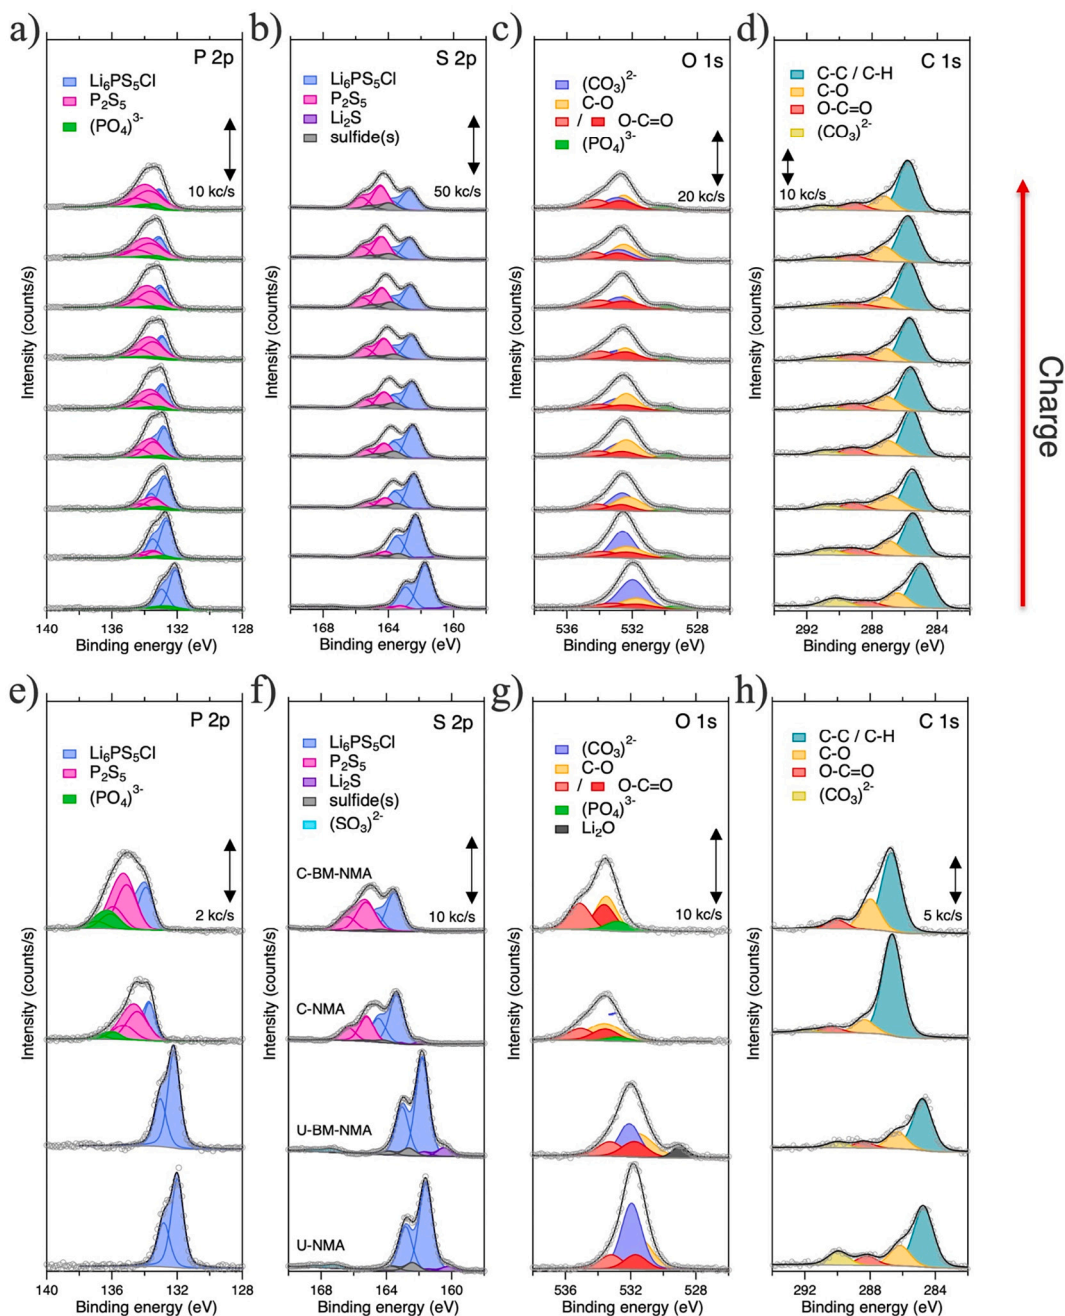 a)
P 2p
Li₆PS₅Cl
P₂S₅
(PO₄)³⁻
10 kc/s
Intensity (counts/s)
140 136 132 128
Binding energy (eV)
b)
S 2p
Li₆PS₅Cl
P₂S₅
Li₂S
sulfide(s)
50 kc/s
Intensity (counts/s)
168 164 160
Binding energy (eV)
c)
O 1s
(CO₃)²⁻
C-O
/ O-C=O
(PO₄)³⁻
20 kc/s
Intensity (counts/s)
536 532 528
Binding energy (eV)
d)
C 1s
C-C / C-H
C-O
O-C=O
(CO₃)²⁻
10 kc/s
Intensity (counts/s)
292 288 284
Binding energy (eV)
Charge
e)
P 2p
Li₆PS₅Cl
P₂S₅
(PO₄)³⁻
2 kc/s
Intensity (counts/s)
140 136 132 128
Binding energy (eV)
f)
S 2p
Li₆PS₅Cl
P₂S₅
Li₂S
sulfide(s)
(SO₃)²⁻
C-BM-NMA
10 kc/s
C-NMA
U-BM-NMA
U-NMA
Intensity (counts/s)
168 164 160
Binding energy (eV)
g)
O 1s
(CO₃)²⁻
C-O
/ O-C=O
(PO₄)³⁻
Li₂O
10 kc/s
Intensity (counts/s)
536 532 528
Binding energy (eV)
h)
C 1s
C-C / C-H
C-O
O-C=O
(CO₃)²⁻
5 kc/s
Intensity (counts/s)
292 288 284
Binding energy (eV)